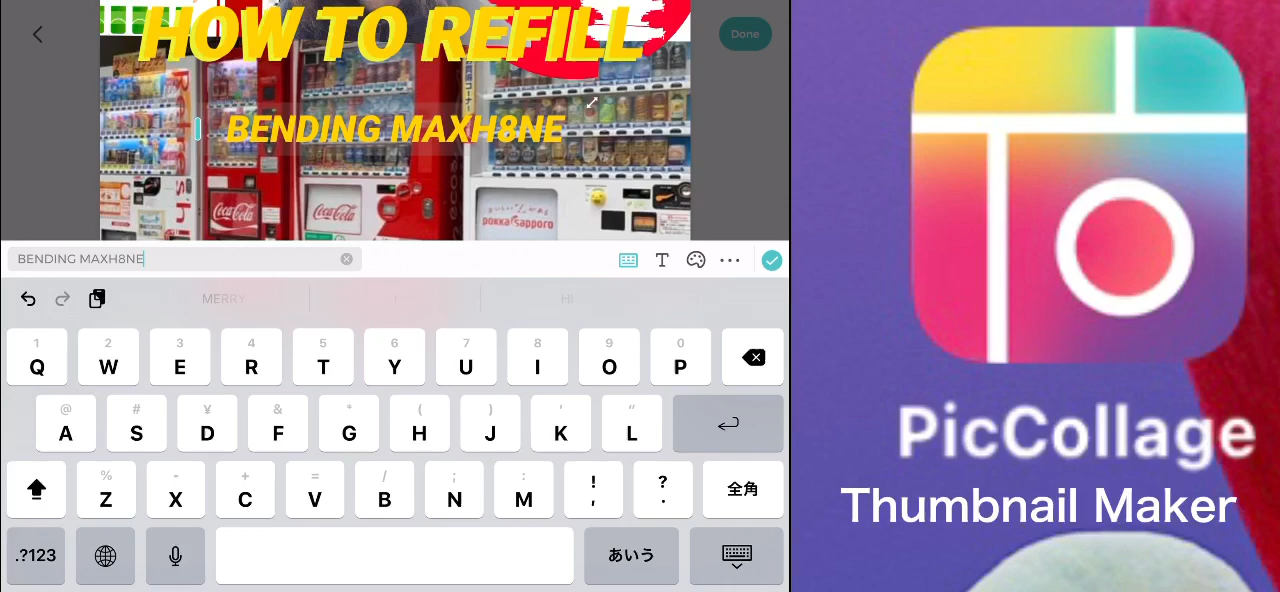 HOW TO REFILL
Done
BENDING MAXH8NE
Coca-Cola
Coca-Cola
pokka sapporo
BENDING MAXH8NE
T
MERRY
I
HI
1 2 3 4 5 6 7 8 9 0
Q W E R T Y U I O P
@ # ¥ & * ( ) ' "
A S D F G H J K L
% - + = / ; : ! ?
Z X C V B N M , . 全角
.?123
あいう
PicCollage
Thumbnail Maker